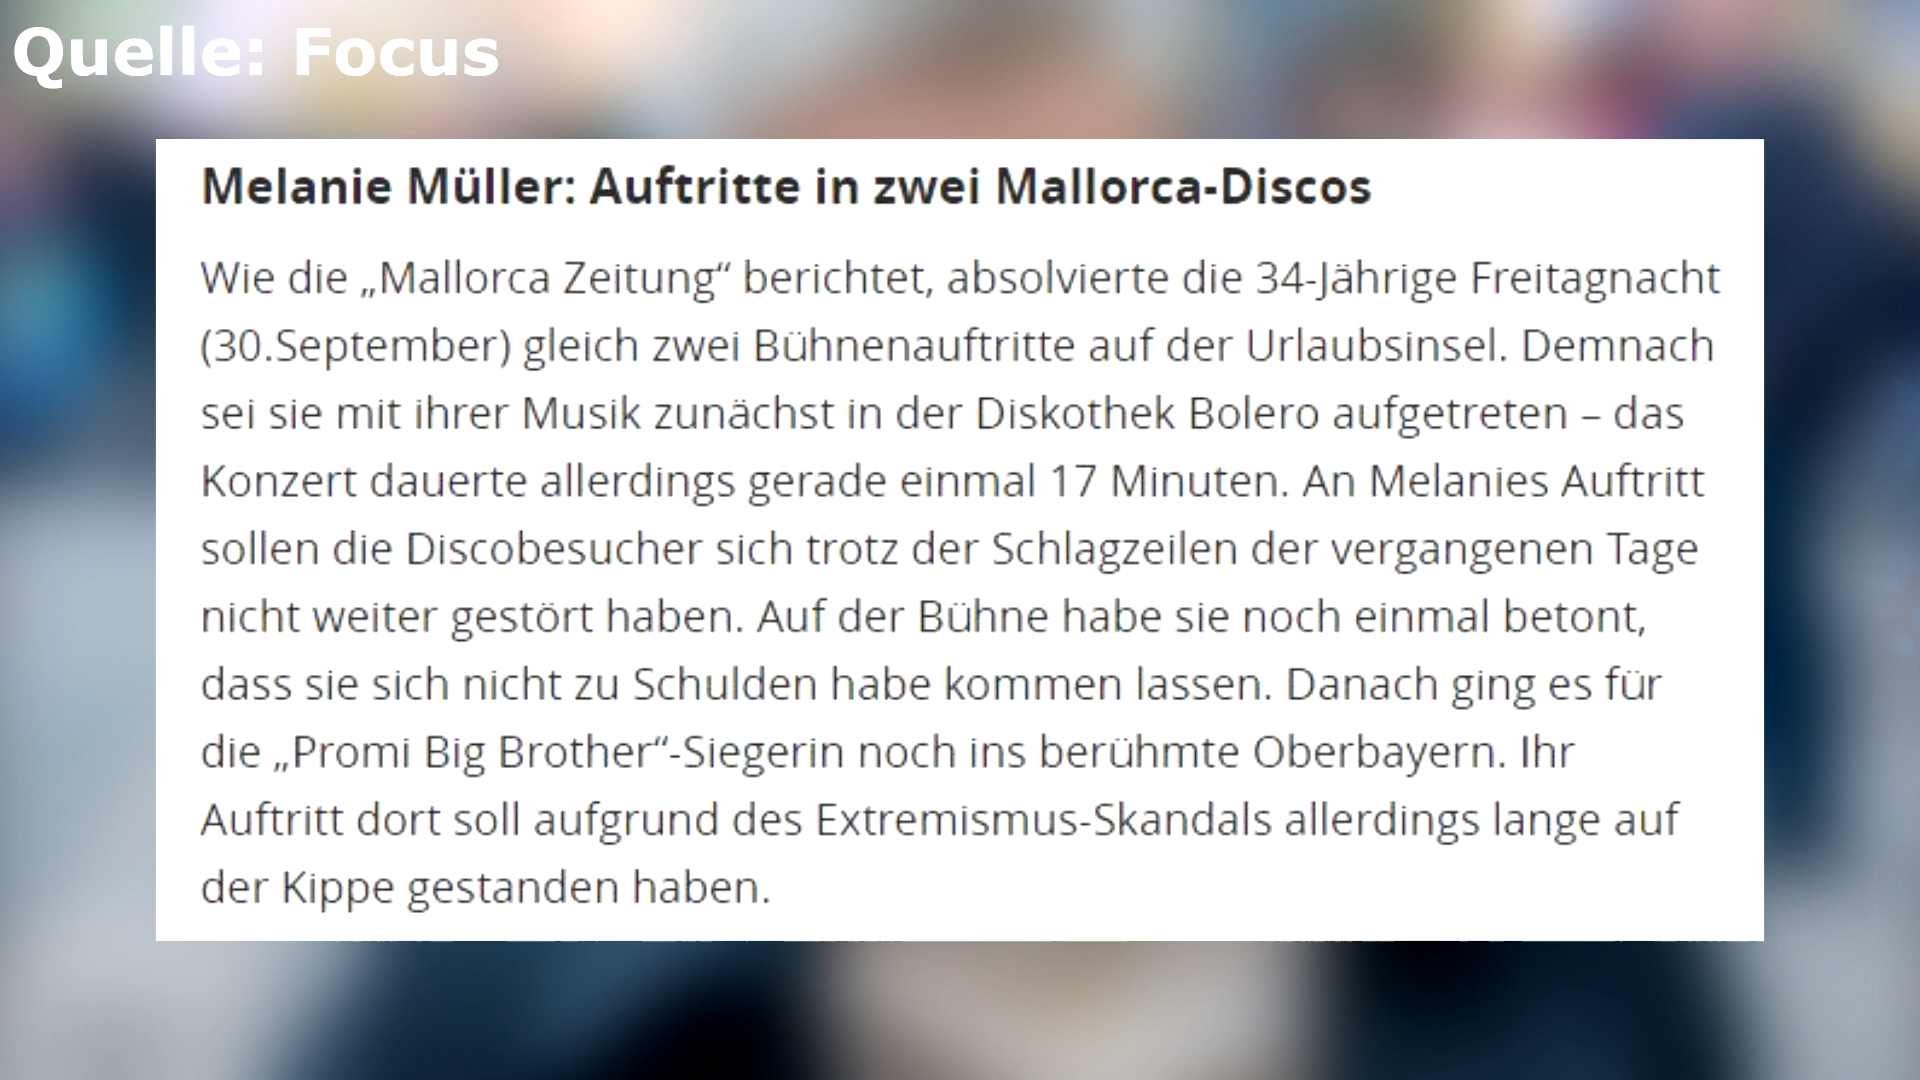 Quelle: Focus
Melanie Müller: Auftritte in zwei Mallorca-Discos
Wie die „Mallorca Zeitung“ berichtet, absolvierte die 34-Jährige Freitagnacht
(30.September) gleich zwei Bühnenauftritte auf der Urlaubsinsel. Demnach
sei sie mit ihrer Musik zunächst in der Diskothek Bolero aufgetreten – das
Konzert dauerte allerdings gerade einmal 17 Minuten. An Melanies Auftritt
sollen die Discobesucher sich trotz der Schlagzeilen der vergangenen Tage
nicht weiter gestört haben. Auf der Bühne habe sie noch einmal betont,
dass sie sich nicht zu Schulden habe kommen lassen. Danach ging es für
die „Promi Big Brother“-Siegerin noch ins berühmte Oberbayern. Ihr
Auftritt dort soll aufgrund des Extremismus-Skandals allerdings lange auf
der Kippe gestanden haben.